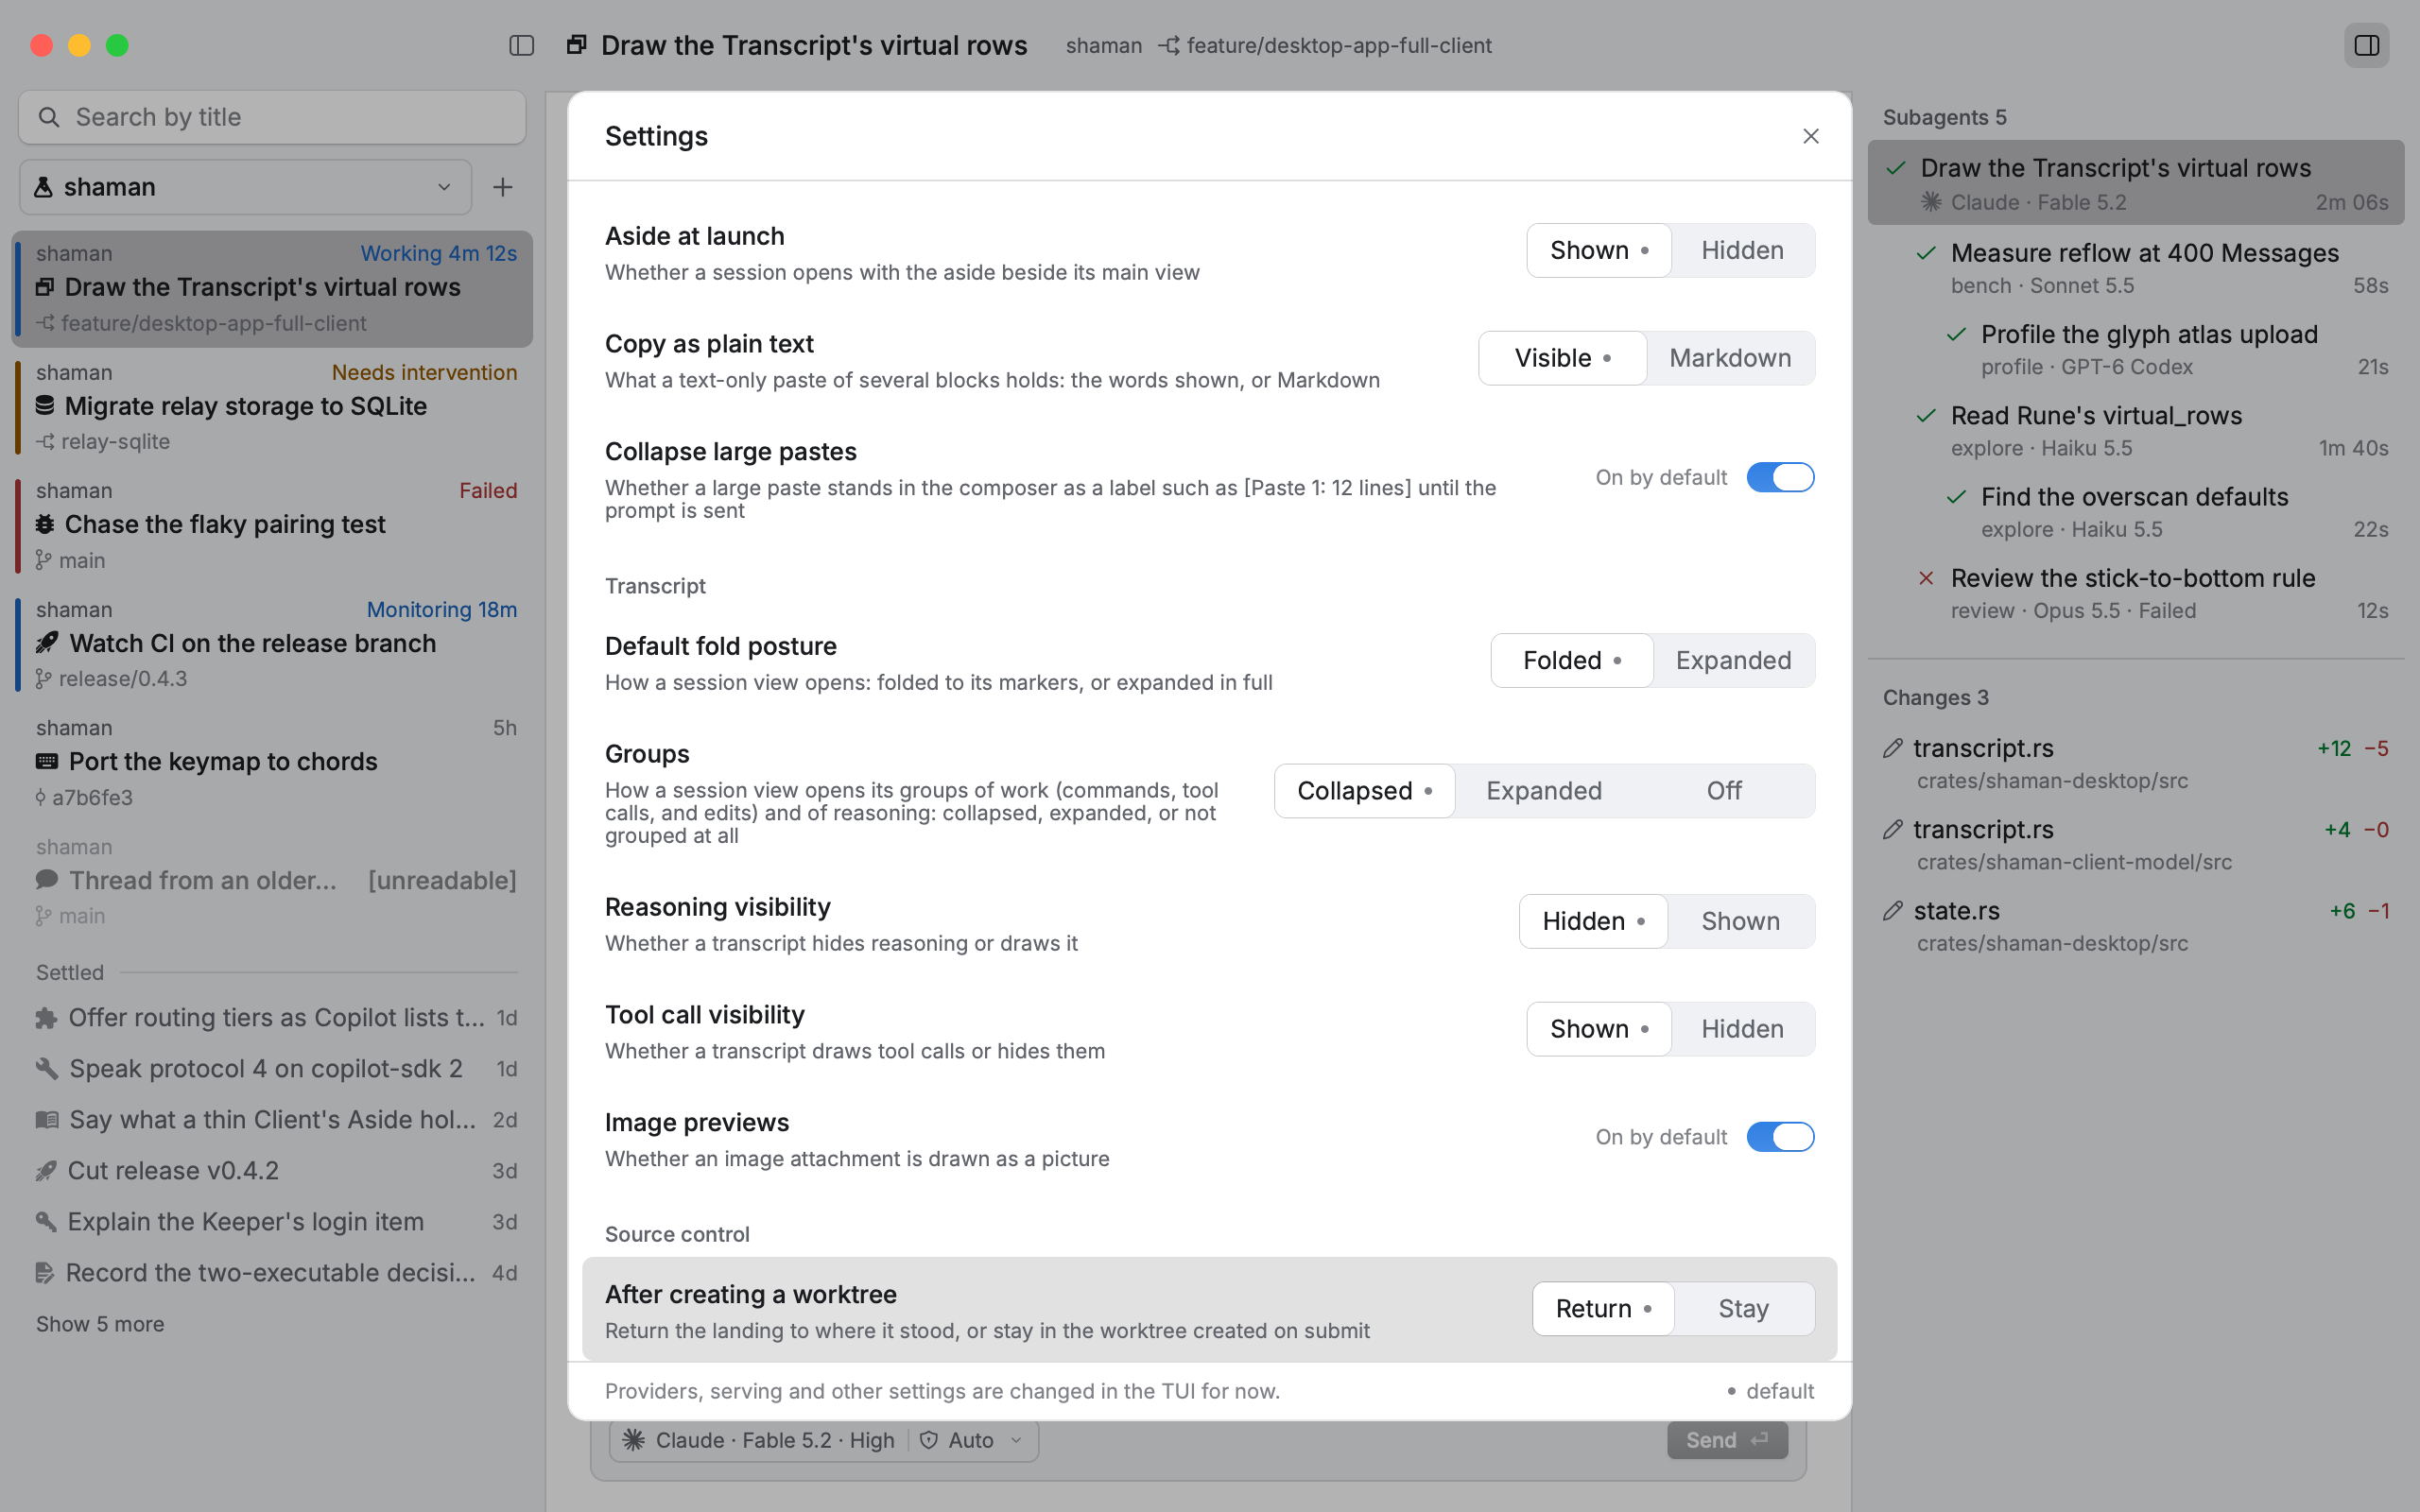 Draw the Transcript's virtual rows
shaman feature/desktop-app-full-client
Search by title
shaman
shaman Working 4m 12s
Draw the Transcript's virtual rows
feature/desktop-app-full-client
shaman Needs intervention
Migrate relay storage to SQLite
relay-sqlite
shaman Failed
Chase the flaky pairing test
main
shaman Monitoring 18m
Watch CI on the release branch
release/0.4.3
shaman 5h
Port the keymap to chords
a7b6fe3
shaman
Thread from an older... [unreadable]
main
Settled
Offer routing tiers as Copilot lists t... 1d
Speak protocol 4 on copilot-sdk 2 1d
Say what a thin Client's Aside hol... 2d
Cut release v0.4.2 3d
Explain the Keeper's login item 3d
Record the two-executable decisi... 4d
Show 5 more
Settings
Aside at launch
Whether a session opens with the aside beside its main view
Shown • Hidden
Copy as plain text
What a text-only paste of several blocks holds: the words shown, or Markdown
Visible • Markdown
Collapse large pastes
Whether a large paste stands in the composer as a label such as [Paste 1: 12 lines] until the
prompt is sent
On by default
Transcript
Default fold posture
How a session view opens: folded to its markers, or expanded in full
Folded • Expanded
Groups
How a session view opens its groups of work (commands, tool
calls, and edits) and of reasoning: collapsed, expanded, or not
grouped at all
Collapsed • Expanded Off
Reasoning visibility
Whether a transcript hides reasoning or draws it
Hidden • Shown
Tool call visibility
Whether a transcript draws tool calls or hides them
Shown • Hidden
Image previews
Whether an image attachment is drawn as a picture
On by default
Source control
After creating a worktree
Return the landing to where it stood, or stay in the worktree created on submit
Return • Stay
Providers, serving and other settings are changed in the TUI for now.
• default
Claude · Fable 5.2 · High Auto
Send
Subagents 5
Draw the Transcript's virtual rows
Claude · Fable 5.2 2m 06s
Measure reflow at 400 Messages
bench · Sonnet 5.5 58s
Profile the glyph atlas upload
profile · GPT-6 Codex 21s
Read Rune's virtual_rows
explore · Haiku 5.5 1m 40s
Find the overscan defaults
explore · Haiku 5.5 22s
Review the stick-to-bottom rule
review · Opus 5.5 · Failed 12s
Changes 3
transcript.rs +12 −5
crates/shaman-desktop/src
transcript.rs +4 −0
crates/shaman-client-model/src
state.rs +6 −1
crates/shaman-desktop/src